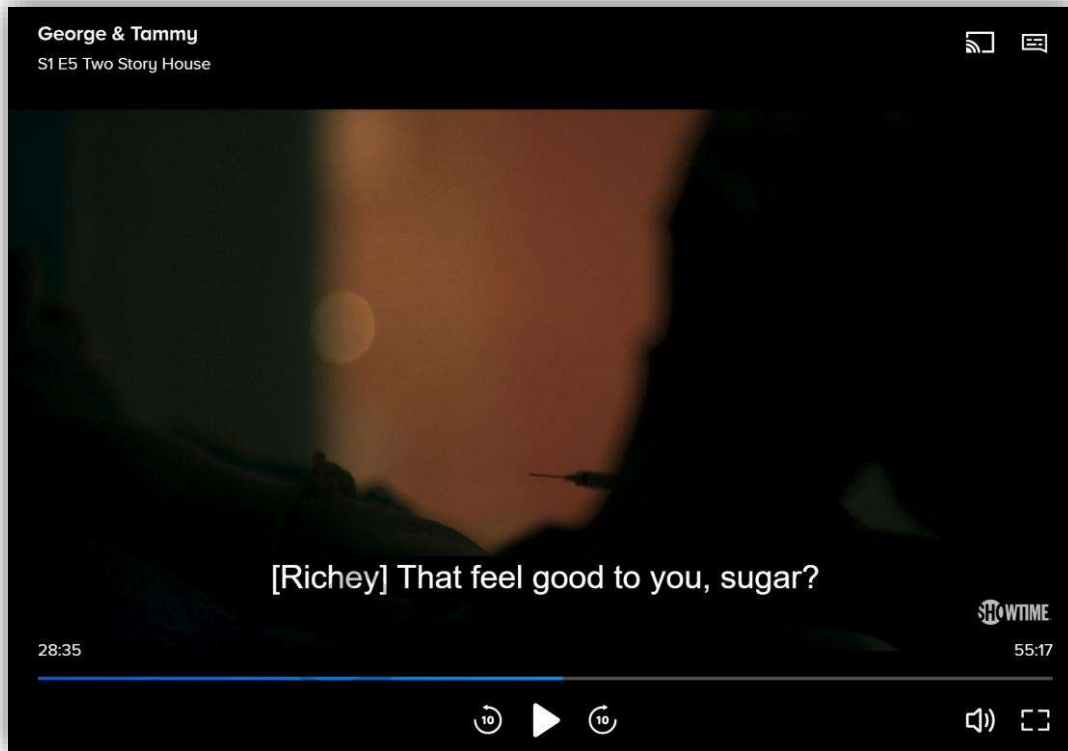 George & Tammy
S1 E5 Two Story House
[Richey] That feel good to you, sugar?
SHOWTIME
28:35
55:17
10
10